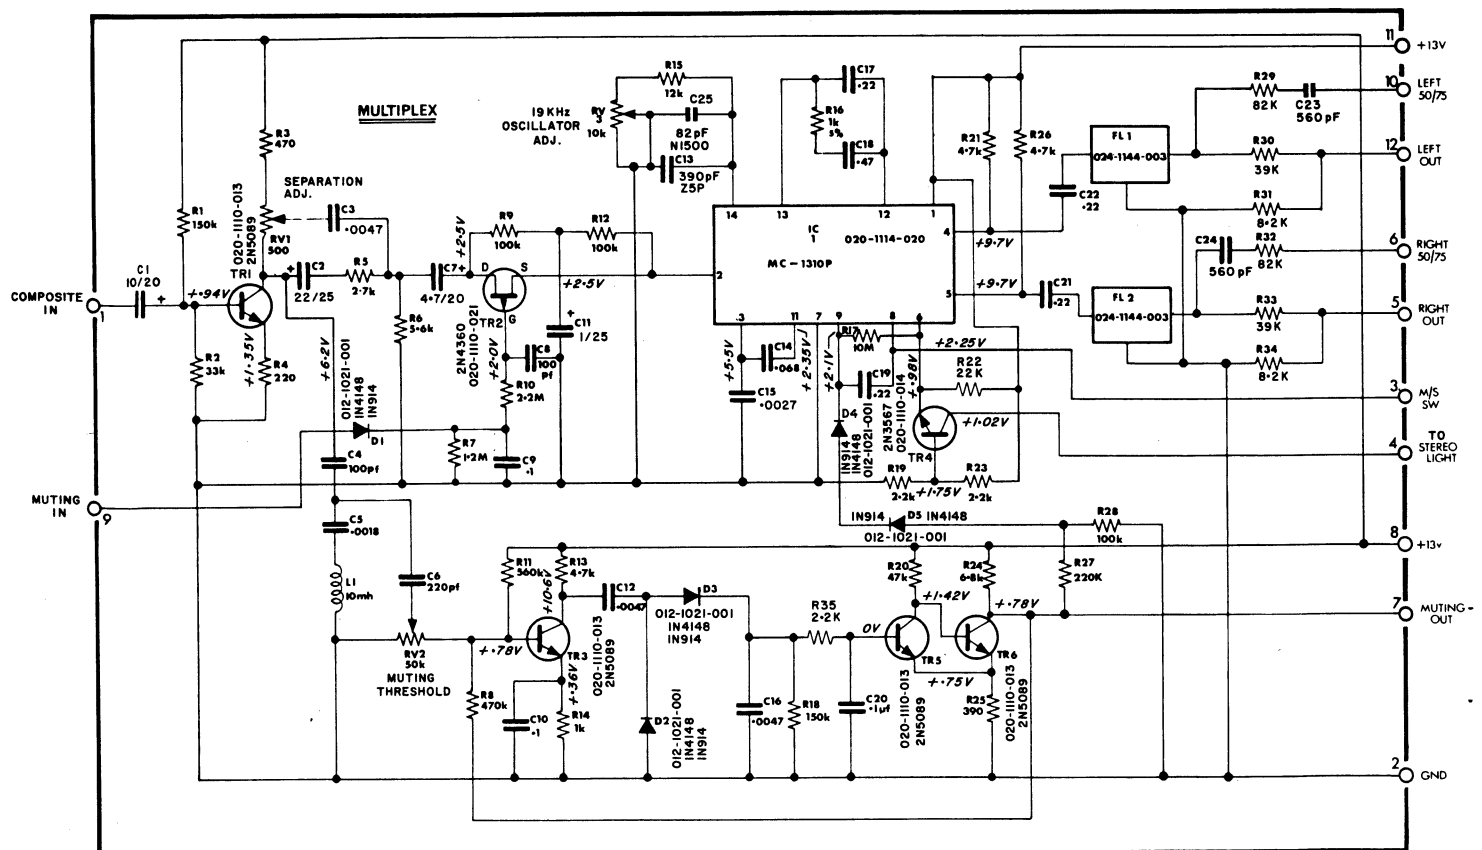 MULTIPLEX
11
+13V
10
LEFT
50/75
12
LEFT
OUT
6
RIGHT
50/75
5
RIGHT
OUT
3
M/S
SW
4
TO
STEREO
LIGHT
8
+13v
7
MUTING-
OUT
2
GND
COMPOSITE
IN
1
MUTING
IN
9
C1
10/20
+
R1
150k
R2
33k
R3
470
SEPARATION
ADJ.
RV1
500
020-1110-013
2N5089
TR1
+.94V
+1.35V
R4
220
C3
.0047
+
C2
22/25
R5
2.7k
+6.2V
012-1021-001
1N4148
1N914
D1
R6
5.6k
C7+
4.7/20
+2.5V
R9
100k
R12
100k
D
S
G
TR2
2N4360
020-1110-021
+2.0V
+2.5V
C8
100
pf
+
C11
1/25
R10
2.2M
R7
1.2M
C9
.1
C4
100pf
C5
.0018
L1
10mh
C6
220pf
RV2
50k
MUTING
THRESHOLD
R15
12k
RV
3
10k
19KHz
OSCILLATOR
ADJ.
C25
82pF
N1500
C13
390pF
Z5P
C17
.22
R16
1k
5%
C18
.47
14
13
12
1
IC
1
020-1114-020
MC-1310P
2
4
5
3
11
7
9
8
6
+9.7V
+9.7V
R21
4.7k
R26
4.7k
C22
.22
C21
.22
FL 1
024-1144-003
FL 2
024-1144-003
R29
82K
C23
560pF
R30
39K
R31
8.2K
C24
560pF
R32
82K
R33
39K
R34
8.2K
+5.5V
C14
.068
C15
.0027
+2.35V
+2.1V
R17
10M
C19
.22
+2.25V
+.98V
R22
22K
D4
1N914
1N4148
012-1021-001
2N3567
020-1110-014
TR4
+1.02V
R19
2.2k
+1.75V
R23
2.2k
1N914
D5
1N4148
012-1021-001
R28
100k
R27
220K
R11
560k
R13
4.7k
+10.6V
C12
.0047
D3
012-1021-001
1N4148
1N914
+.78V
TR3
020-1110-013
2N5089
+.36V
R8
470k
C10
.1
R14
1k
D2
012-1021-001
1N4148
1N914
C16
.0047
R18
150k
R35
2.2K
C20
.1µf
0V
R20
47k
+1.42V
TR5
020-1110-013
2N5089
R24
6.8k
+.78V
TR6
+.75V
R25
390
020-1110-013
2N5089